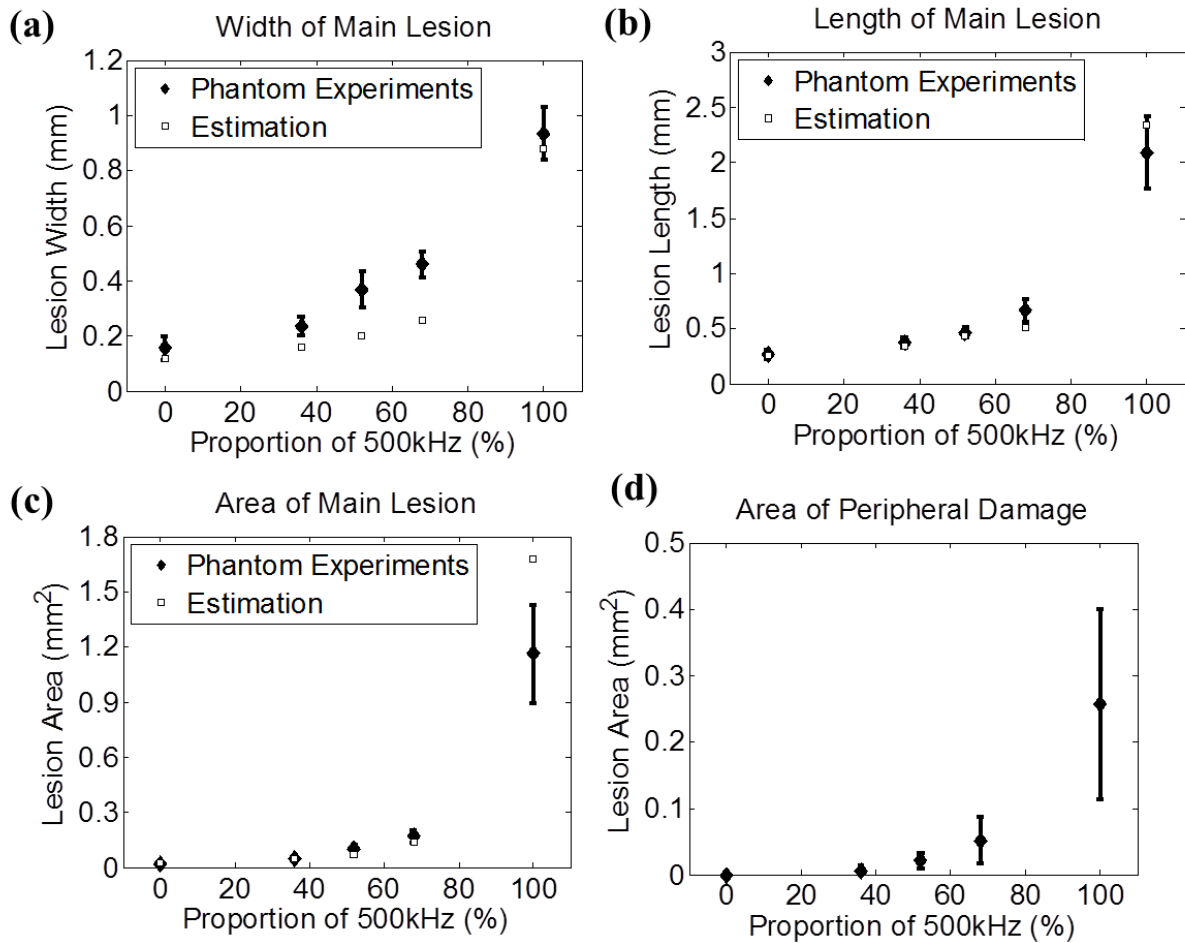 (a)
Width of Main Lesion
Lesion Width (mm)
1.2
1
0.8
0.6
0.4
0.2
0
Phantom Experiments
Estimation
0 20 40 60 80 100
Proportion of 500kHz (%)
(b)
Length of Main Lesion
Lesion Length (mm)
3
2.5
2
1.5
1
0.5
0
Phantom Experiments
Estimation
0 20 40 60 80 100
Proportion of 500kHz (%)
(c)
Area of Main Lesion
Lesion Area (mm²)
1.8
1.5
1.2
0.9
0.6
0.3
0
Phantom Experiments
Estimation
0 20 40 60 80 100
Proportion of 500kHz (%)
(d)
Area of Peripheral Damage
Lesion Area (mm²)
0.5
0.4
0.3
0.2
0.1
0
0 20 40 60 80 100
Proportion of 500kHz (%)